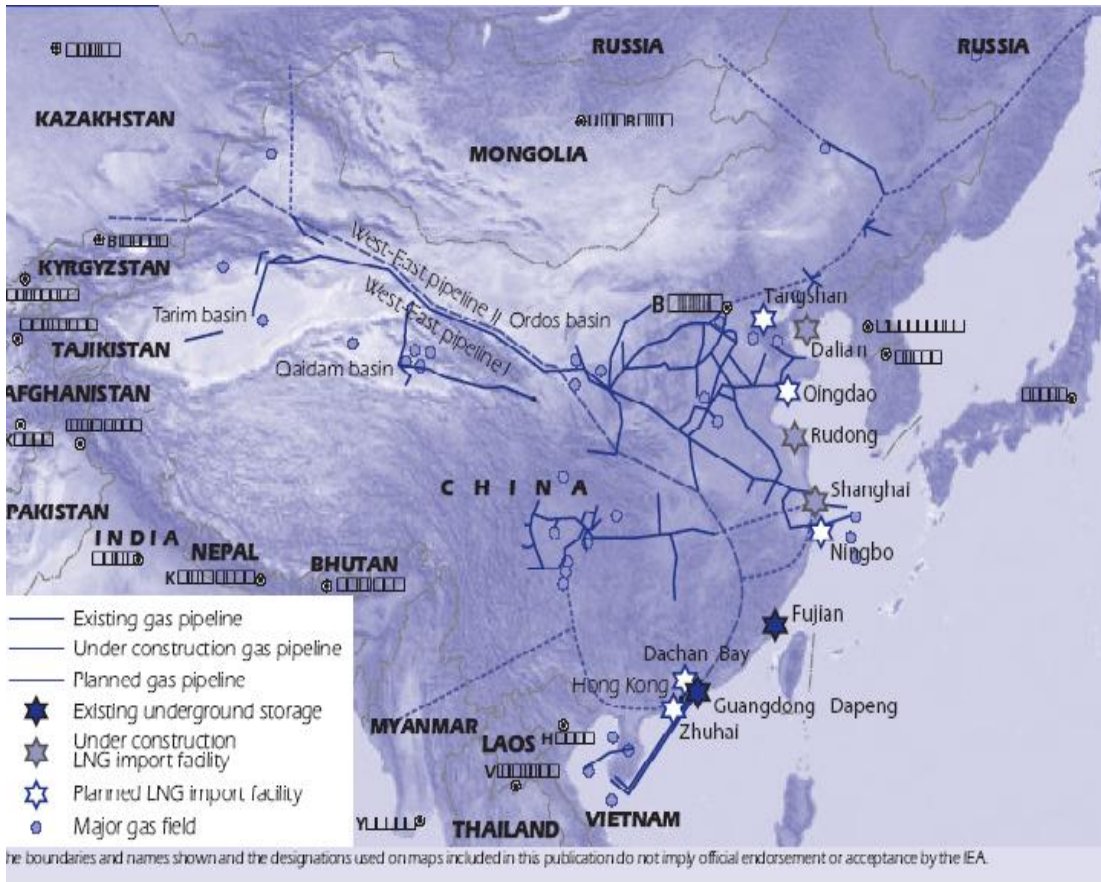 RUSSIA
RUSSIA
KAZAKHSTAN
MONGOLIA
KYRGYZSTAN
West-East pipeline II
West-East pipeline I
Ordos basin
Tangshan
Tarim basin
TAJIKISTAN
Dalian
Qaidam basin
AFGHANISTAN
Qingdao
Rudong
CHINA
Shanghai
PAKISTAN
INDIA
NEPAL
BHUTAN
Ningbo
Existing gas pipeline
Fujian
Under construction gas pipeline
Dachan Bay
Planned gas pipeline
Hong Kong
Existing underground storage
Guangdong Dapeng
MYANMAR
Zhuhai
LAOS
Under construction
LNG import facility
Planned LNG import facility
VIETNAM
Major gas field
THAILAND
he boundaries and names shown and the designations used on maps included in this publication do not imply official endorsement or acceptance by the IEA.